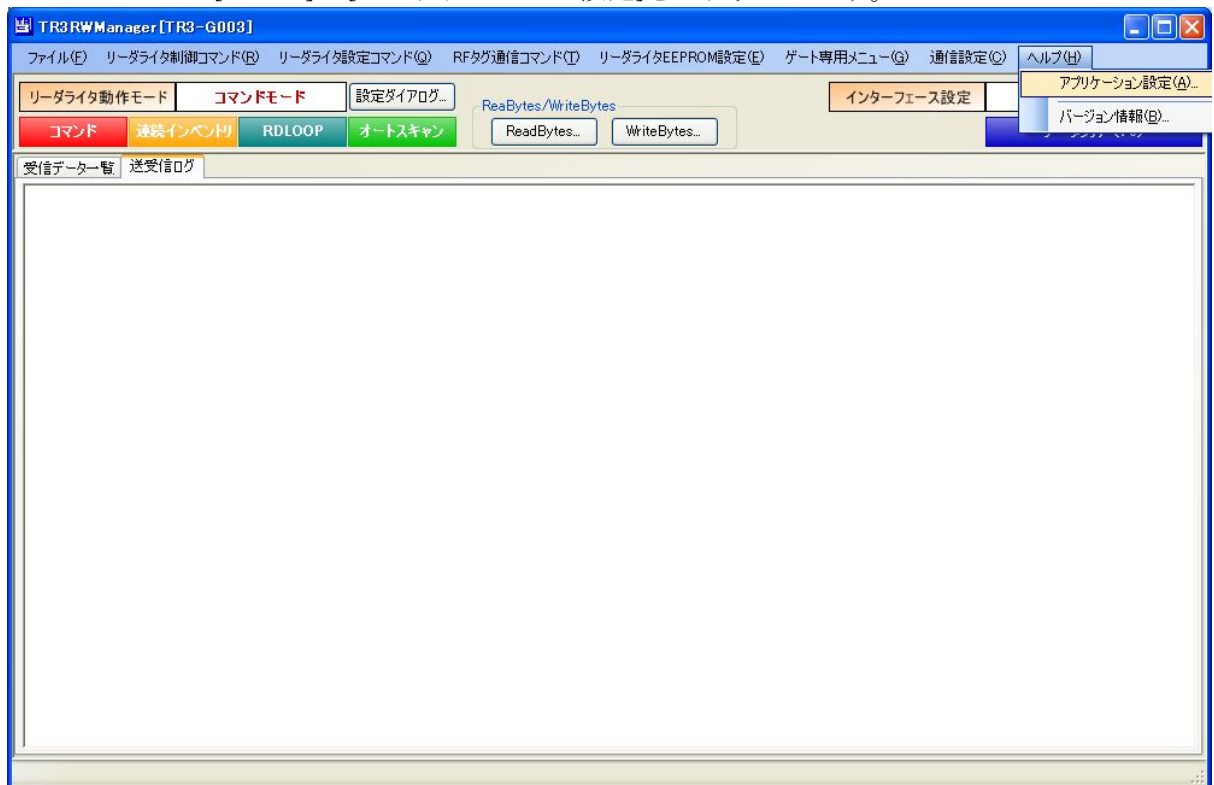 TR3RWManager[TR3-G003]
ファイル(F) リーダライタ制御コマンド(R) リーダライタ設定コマンド(Q) RFタグ通信コマンド(T) リーダライタEEPROM設定(E) ゲート専用メニュー(G) 通信設定(C) ヘルプ(H)
アプリケーション設定(A)...
バージョン情報(B)...
リーダライタ動作モード コマンドモード 設定ダイアログ... ReaBytes/WriteBytes インターフェース設定
コマンド 連続インベントリ RDLOOP オートスキャン ReadBytes... WriteBytes...
受信データ一覧 送受信ログ